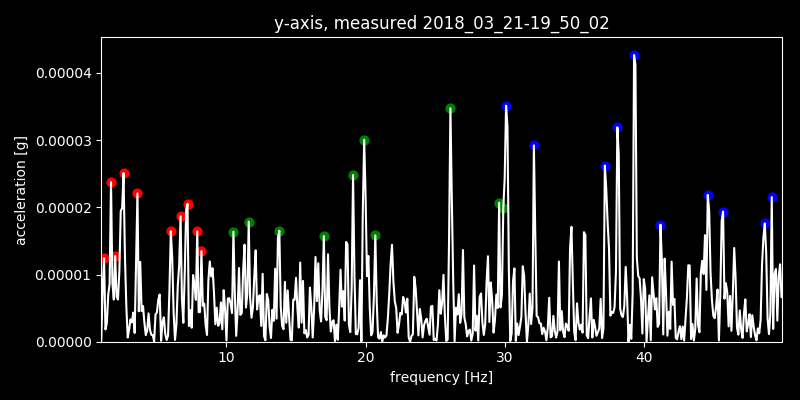 y-axis, measured 2018_03_21-19_50_02
0.00004
0.00003
0.00002
0.00001
0.00000
acceleration [g]
10 20 30 40
frequency [Hz]